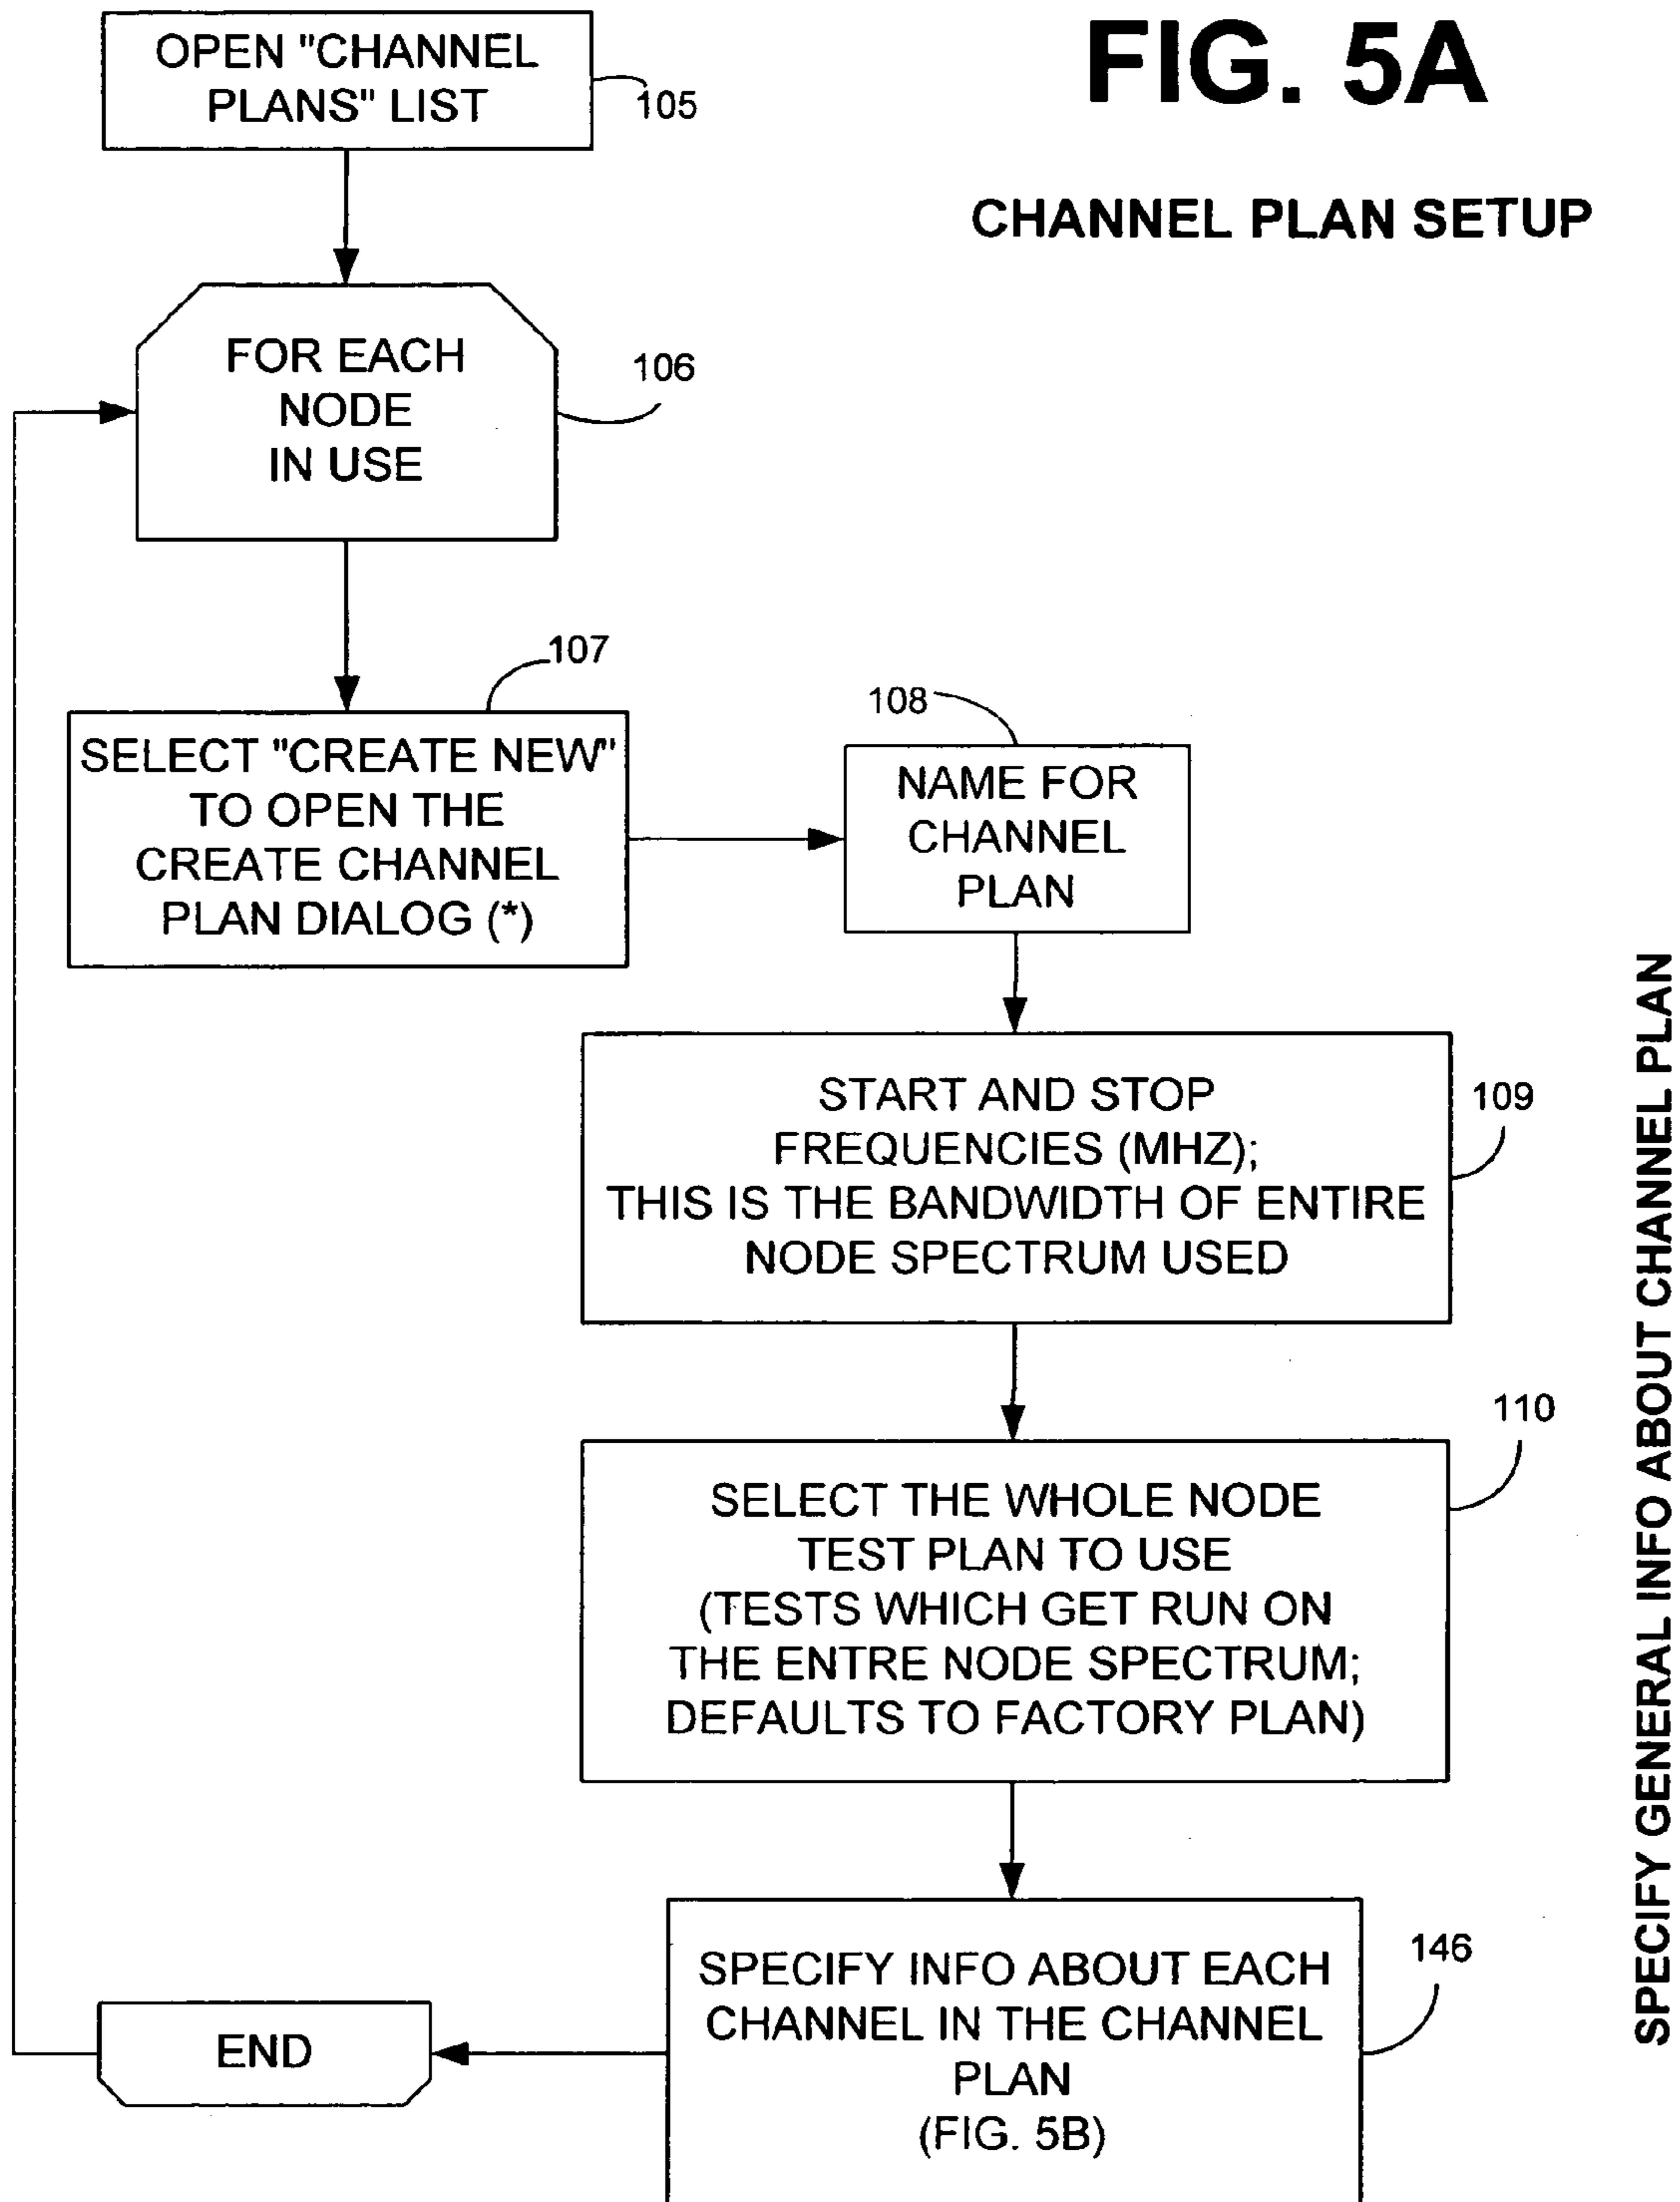 FIG. 5A
CHANNEL PLAN SETUP
OPEN "CHANNEL
PLANS" LIST
105
FOR EACH
NODE
IN USE
106
107
SELECT "CREATE NEW"
TO OPEN THE
CREATE CHANNEL
PLAN DIALOG (*)
108
NAME FOR
CHANNEL
PLAN
START AND STOP
FREQUENCIES (MHZ);
THIS IS THE BANDWIDTH OF ENTIRE
NODE SPECTRUM USED
109
110
SELECT THE WHOLE NODE
TEST PLAN TO USE
(TESTS WHICH GET RUN ON
THE ENTRE NODE SPECTRUM;
DEFAULTS TO FACTORY PLAN)
SPECIFY INFO ABOUT EACH
CHANNEL IN THE CHANNEL
PLAN
(FIG. 5B)
146
END
SPECIFY GENERAL INFO ABOUT CHANNEL PLAN